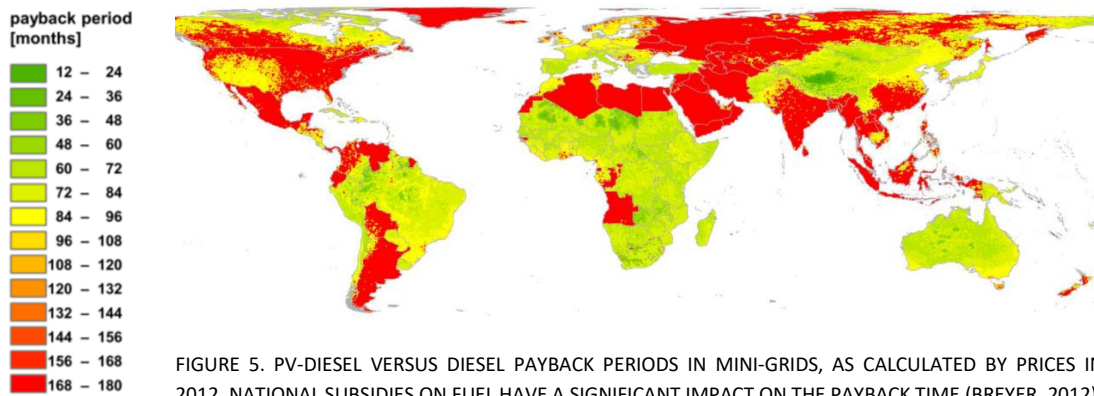 payback period
[months]
12 – 24
24 – 36
36 – 48
48 – 60
60 – 72
72 – 84
84 – 96
96 – 108
108 – 120
120 – 132
132 – 144
144 – 156
156 – 168
168 – 180
FIGURE 5. PV-DIESEL VERSUS DIESEL PAYBACK PERIODS IN MINI-GRIDS, AS CALCULATED BY PRICES IN
2012. NATIONAL SUBSIDIES ON FUEL HAVE A SIGNIFICANT IMPACT ON THE PAYBACK TIME (BREYER, 2012)